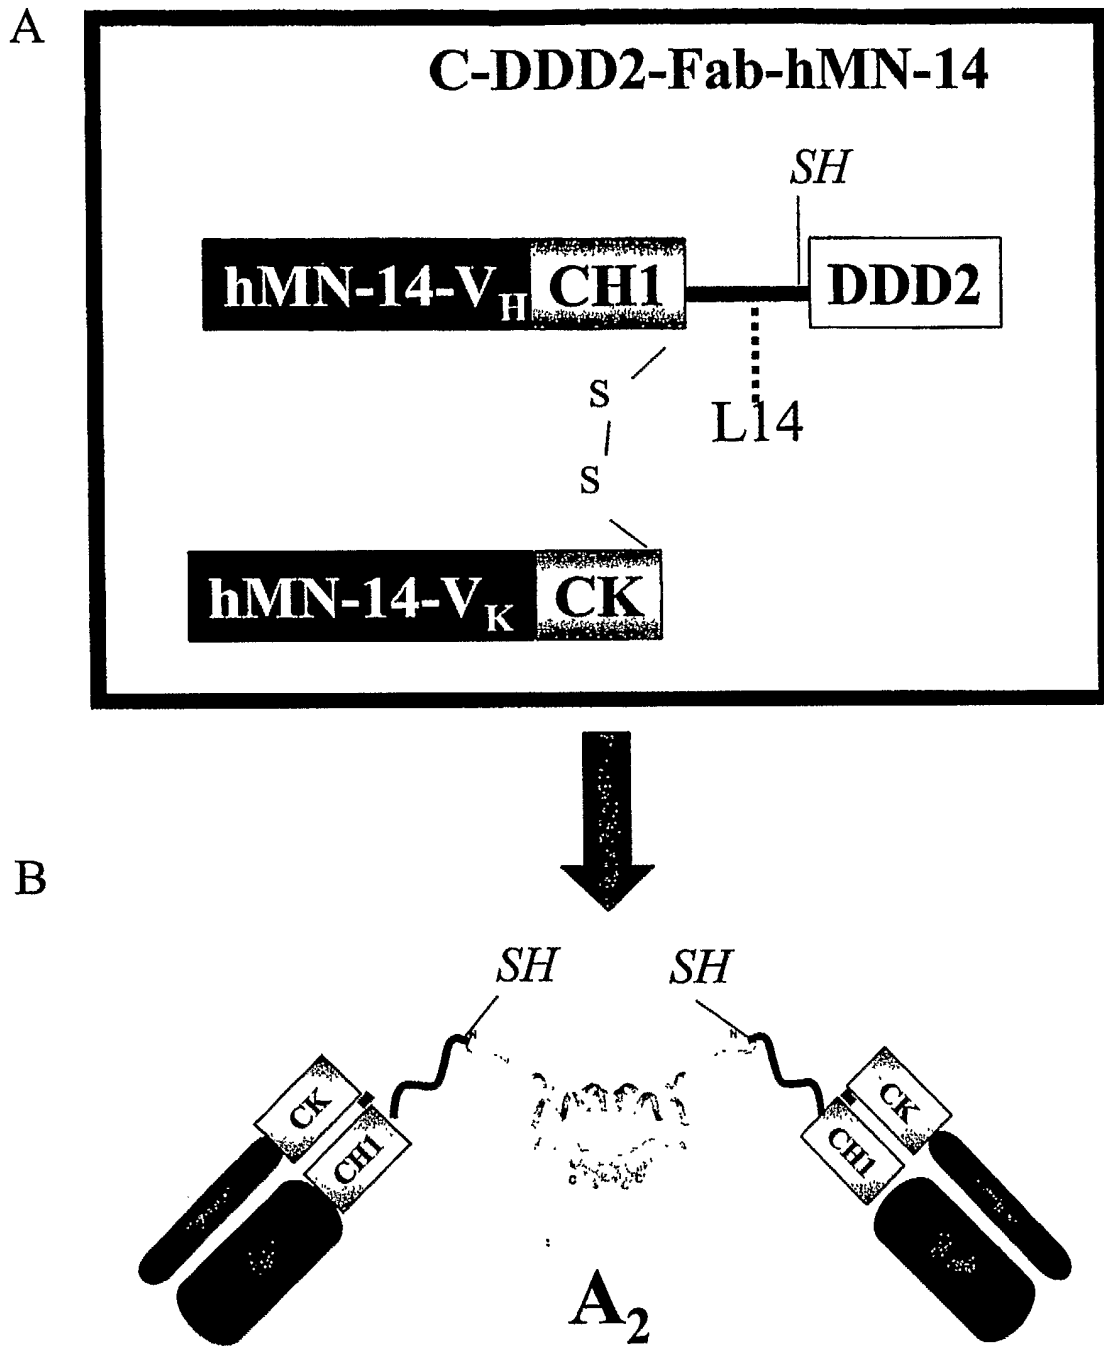 A
C-DDD2-Fab-hMN-14
SH
hMN-14-VH CH1 DDD2
S
L14
S
hMN-14-VK CK
B
SH SH
N N
CK CK
CH1 CH1
A2